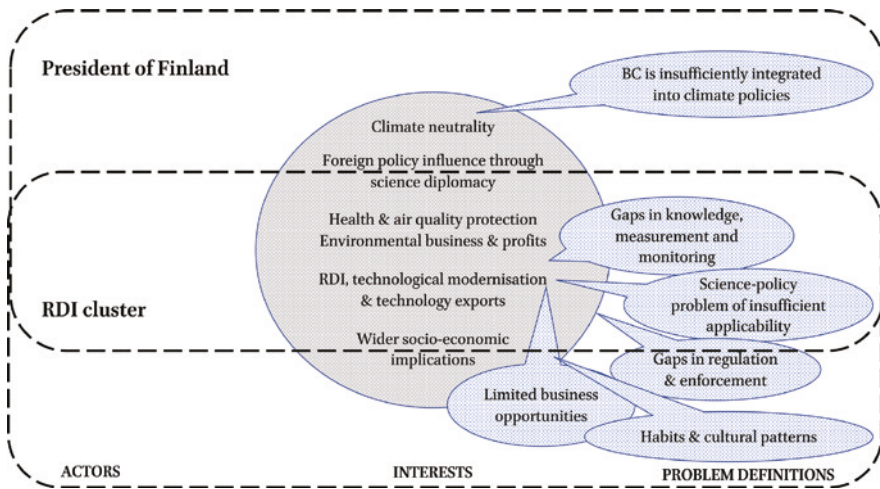 President of Finland
BC is insufficiently integrated
into climate policies
Climate neutrality
Foreign policy influence through
science diplomacy
Health & air quality protection
Environmental business & profits
Gaps in knowledge,
measurement and
monitoring
RDI cluster
RDI, technological modernisation
& technology exports
Science-policy
problem of insufficient
applicability
Wider socio-economic
implications
Gaps in regulation
& enforcement
Limited business
opportunities
Habits & cultural patterns
ACTORS
INTERESTS
PROBLEM DEFINITIONS